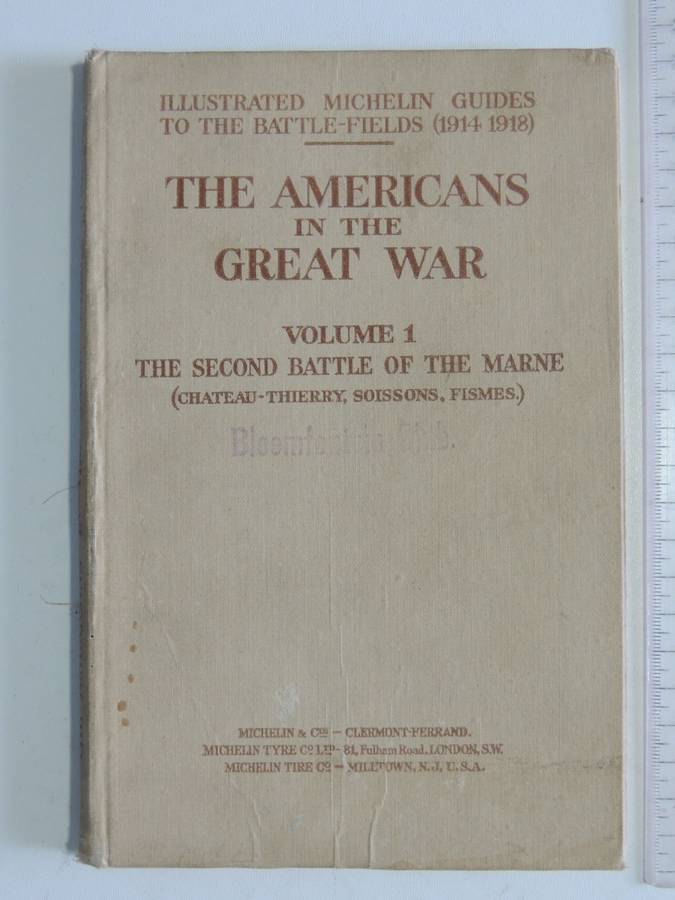 ILLUSTRATED MICHELIN GUIDES
TO THE BATTLE-FIELDS (1914 1918)
THE AMERICANS
IN THE
GREAT WAR
VOLUME 1
THE SECOND BATTLE OF THE MARNE
(CHATEAU-THIERRY, SOISSONS, FISMES.)
MICHELIN & CIE – CLERMONT-FERRAND.
MICHELIN TYRE Cº LTD – 81, Fulham Road, LONDON, S.W.
MICHELIN TIRE Cº – MILLTOWN, N.J. U.S.A.